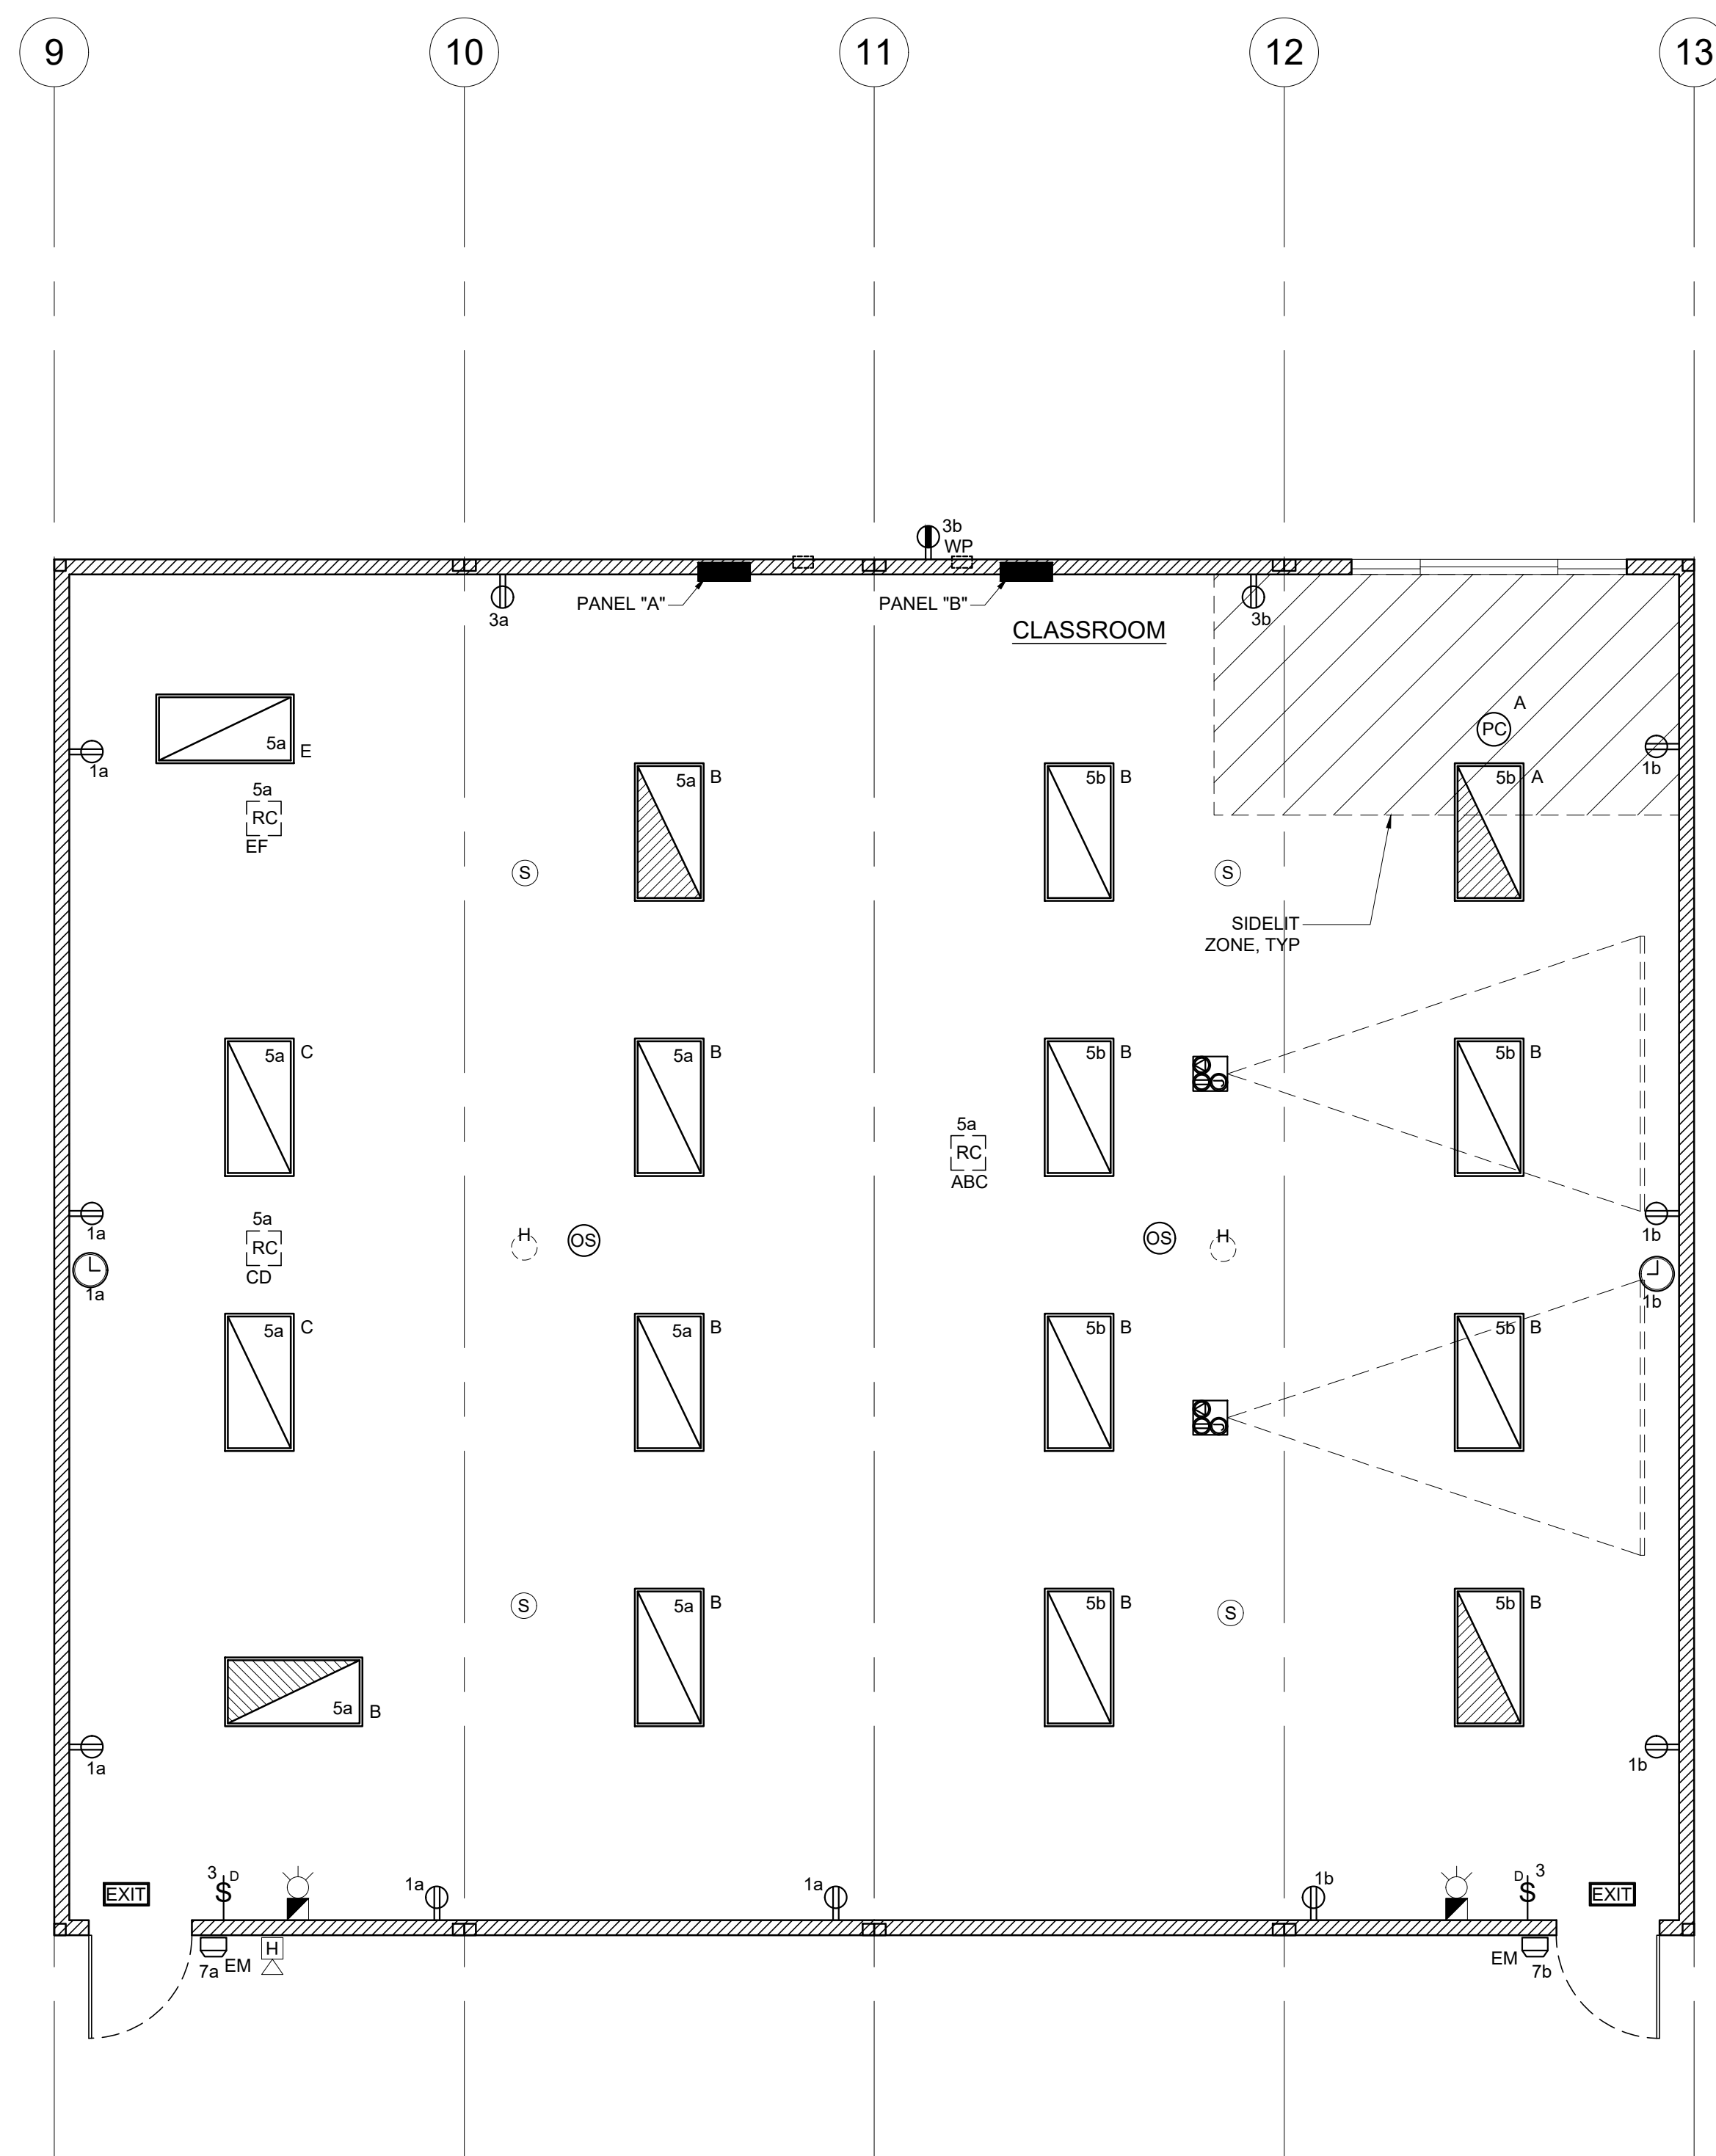 9
10
11
12
13
3b
WP
PANEL "A"
PANEL "B"
3a
3b
CLASSROOM
A
PC
5a
E
1a
1b
5a
B
5b
B
5b
A
5a
RC
EF
S
S
SIDELIT
ZONE, TYP
5a
C
5a
B
5b
B
5b
B
5a
RC
ABC
1a
1b
5a
RC
CD
H
OS
OS
H
1a
1b
5a
C
5a
B
5b
B
5b
B
S
S
5a
B
5b
B
5b
B
5a
B
1a
1b
EXIT
3
S
D
1a
1a
1b
D
S
3
EXIT
7a
EM
H
EM
7b